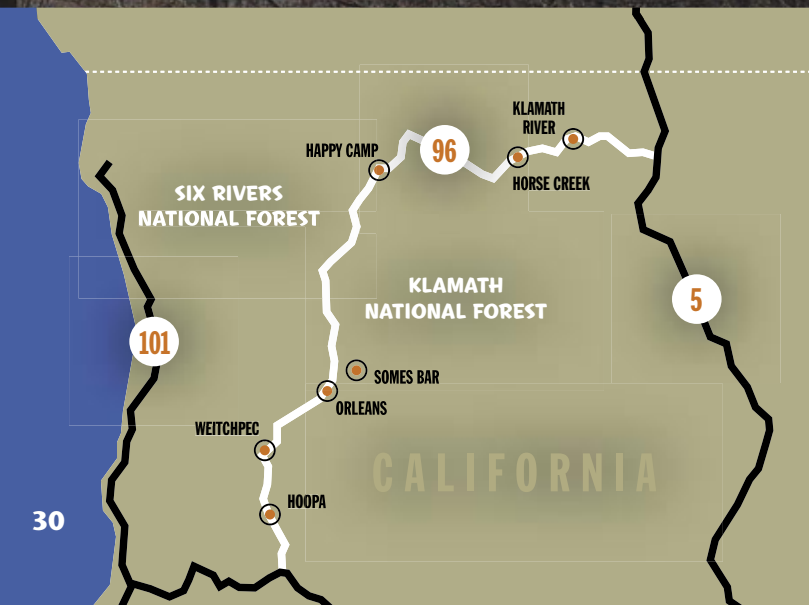 KLAMATH
RIVER
HAPPY CAMP
96
HORSE CREEK
SIX RIVERS
NATIONAL FOREST
KLAMATH
NATIONAL FOREST
5
101
SOMES BAR
ORLEANS
WEITCHPEC
CALIFORNIA
HOOPA
30